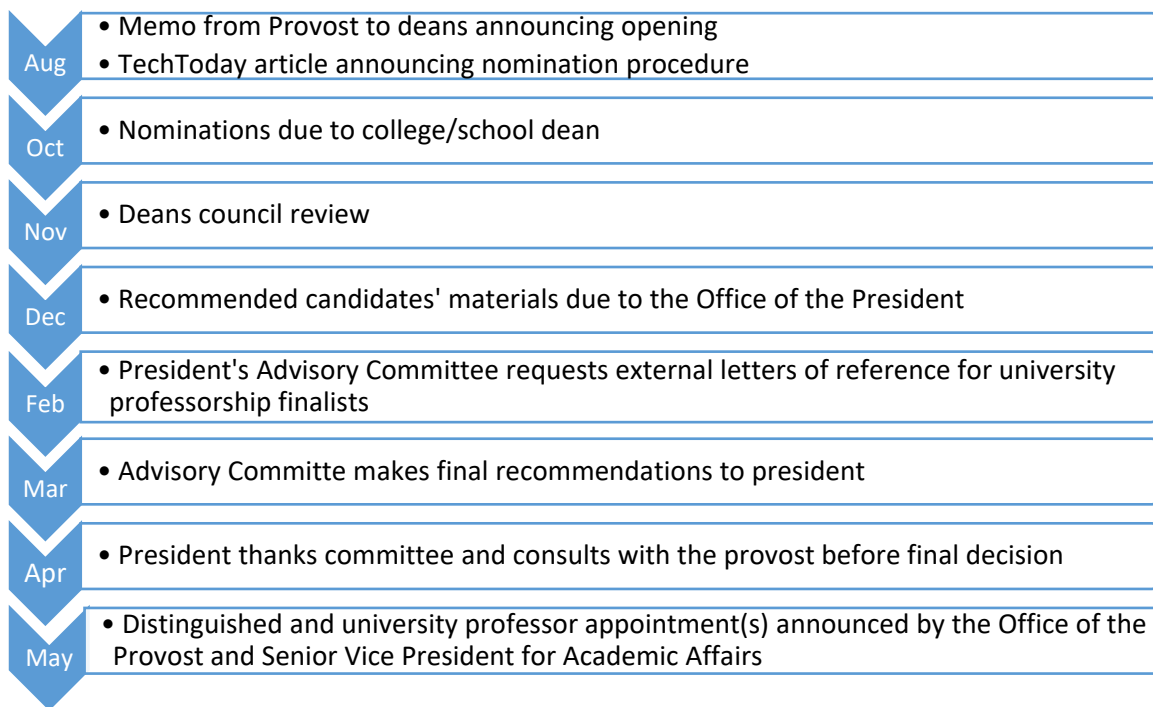 Aug
• Memo from Provost to deans announcing opening
• TechToday article announcing nomination procedure
Oct
• Nominations due to college/school dean
Nov
• Deans council review
Dec
• Recommended candidates' materials due to the Office of the President
Feb
• President's Advisory Committee requests external letters of reference for university
professorship finalists
Mar
• Advisory Committe makes final recommendations to president
Apr
• President thanks committee and consults with the provost before final decision
May
• Distinguished and university professor appointment(s) announced by the Office of the
Provost and Senior Vice President for Academic Affairs